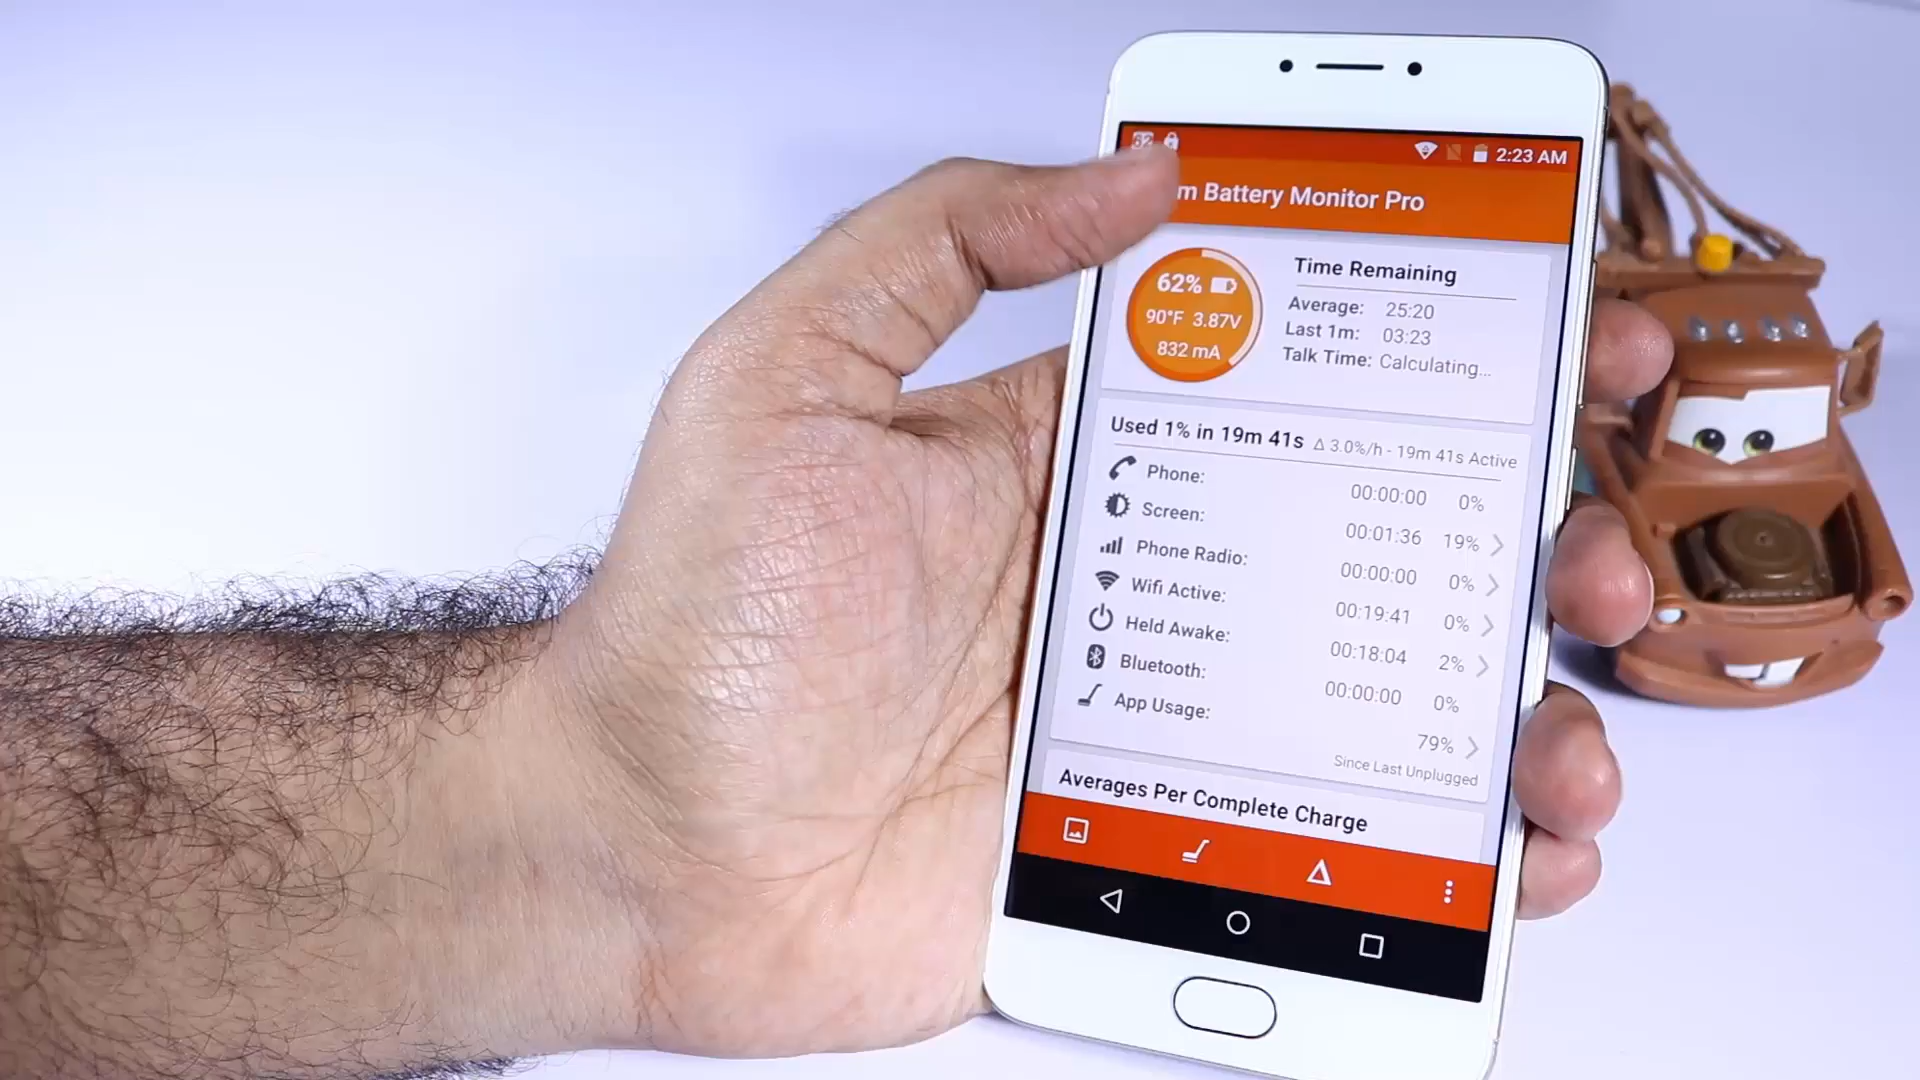 62 2:23 AM
m Battery Monitor Pro
62%
90°F 3.87V
832 mA
Time Remaining
Average: 25:20
Last 1m: 03:23
Talk Time: Calculating...
Used 1% in 19m 41s Δ 3.0%/h - 19m 41s Active
Phone: 00:00:00 0%
Screen: 00:01:36 19%
Phone Radio: 00:00:00 0%
Wifi Active: 00:19:41 0%
Held Awake: 00:18:04 2%
Bluetooth: 00:00:00 0%
App Usage: 79%
Since Last Unplugged
Averages Per Complete Charge